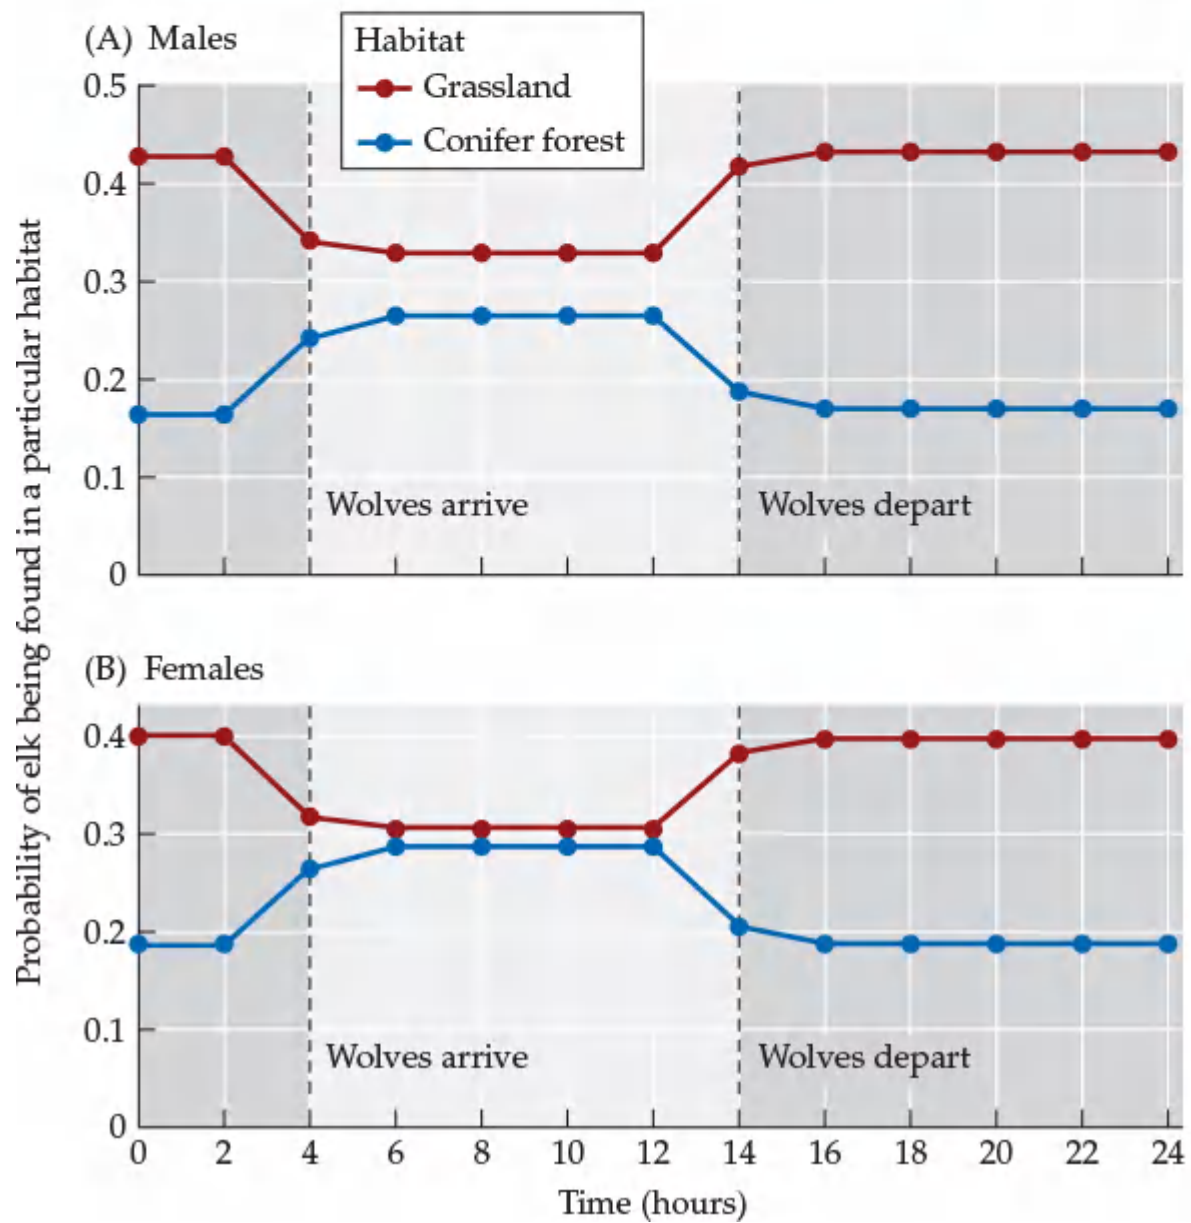 (A) Males
Habitat
Grassland
Conifer forest
0.5
0.4
0.3
0.2
0.1
0
Wolves arrive
Wolves depart
Probability of elk being found in a particular habitat
(B) Females
0.4
0.3
0.2
0.1
0
Wolves arrive
Wolves depart
0 2 4 6 8 10 12 14 16 18 20 22 24
Time (hours)